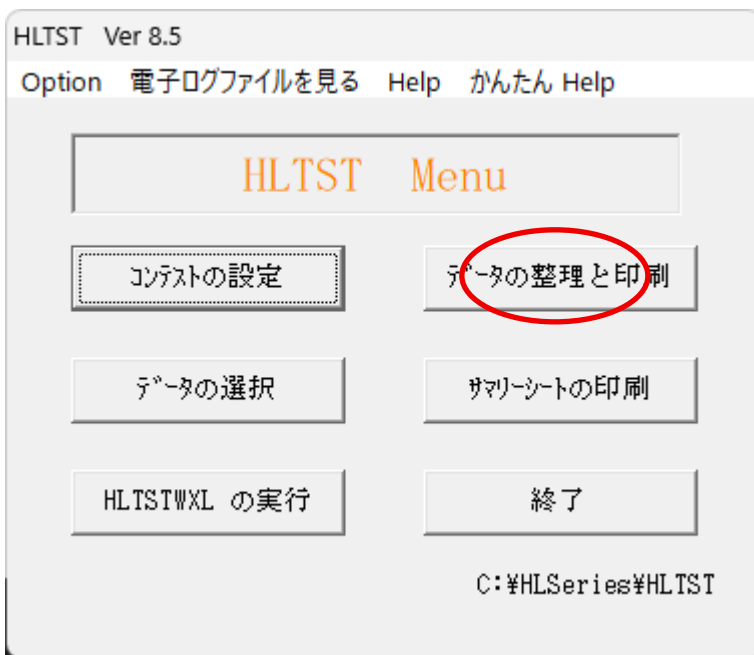 HLTST Ver 8.5
Option 電子ログファイルを見る Help かんたん Help
HLTST Menu
ｺﾝﾃｽﾄの設定
ﾃﾞｰﾀの整理と印刷
ﾃﾞｰﾀの選択
ｻﾏﾘｰｼｰﾄの印刷
HLTSTWXL の実行
終了
C:¥HLSeries¥HLTST